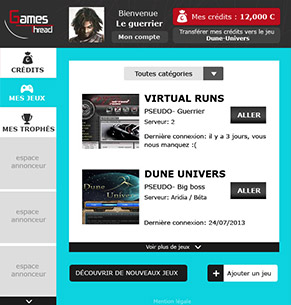 Games
thread
Bienvenue
Le guerrier
Mon compte
Mes crédits : 12,000 C
Transférer mes crédits vers le jeu
Dune-Univers
CRÉDITS
MES JEUX
MES TROPHÉS
espace
annonceur
espace
annonceur
espace
annonceur
Toutes catégories
VIRTUAL RUNS
PSEUDO- Guerrier
Serveur: 2
ALLER
Dernière connexion: il y a 3 jours, vous
nous manquez :(
Dune
Univers
DUNE UNIVERS
PSEUDO- Big boss
Serveur: Aridia / Béta
ALLER
Dernière connexion: 24/07/2013
Voir plus de jeux
DÉCOUVRIR DE NOUVEAUX JEUX
+ Ajouter un jeu
Mention légale